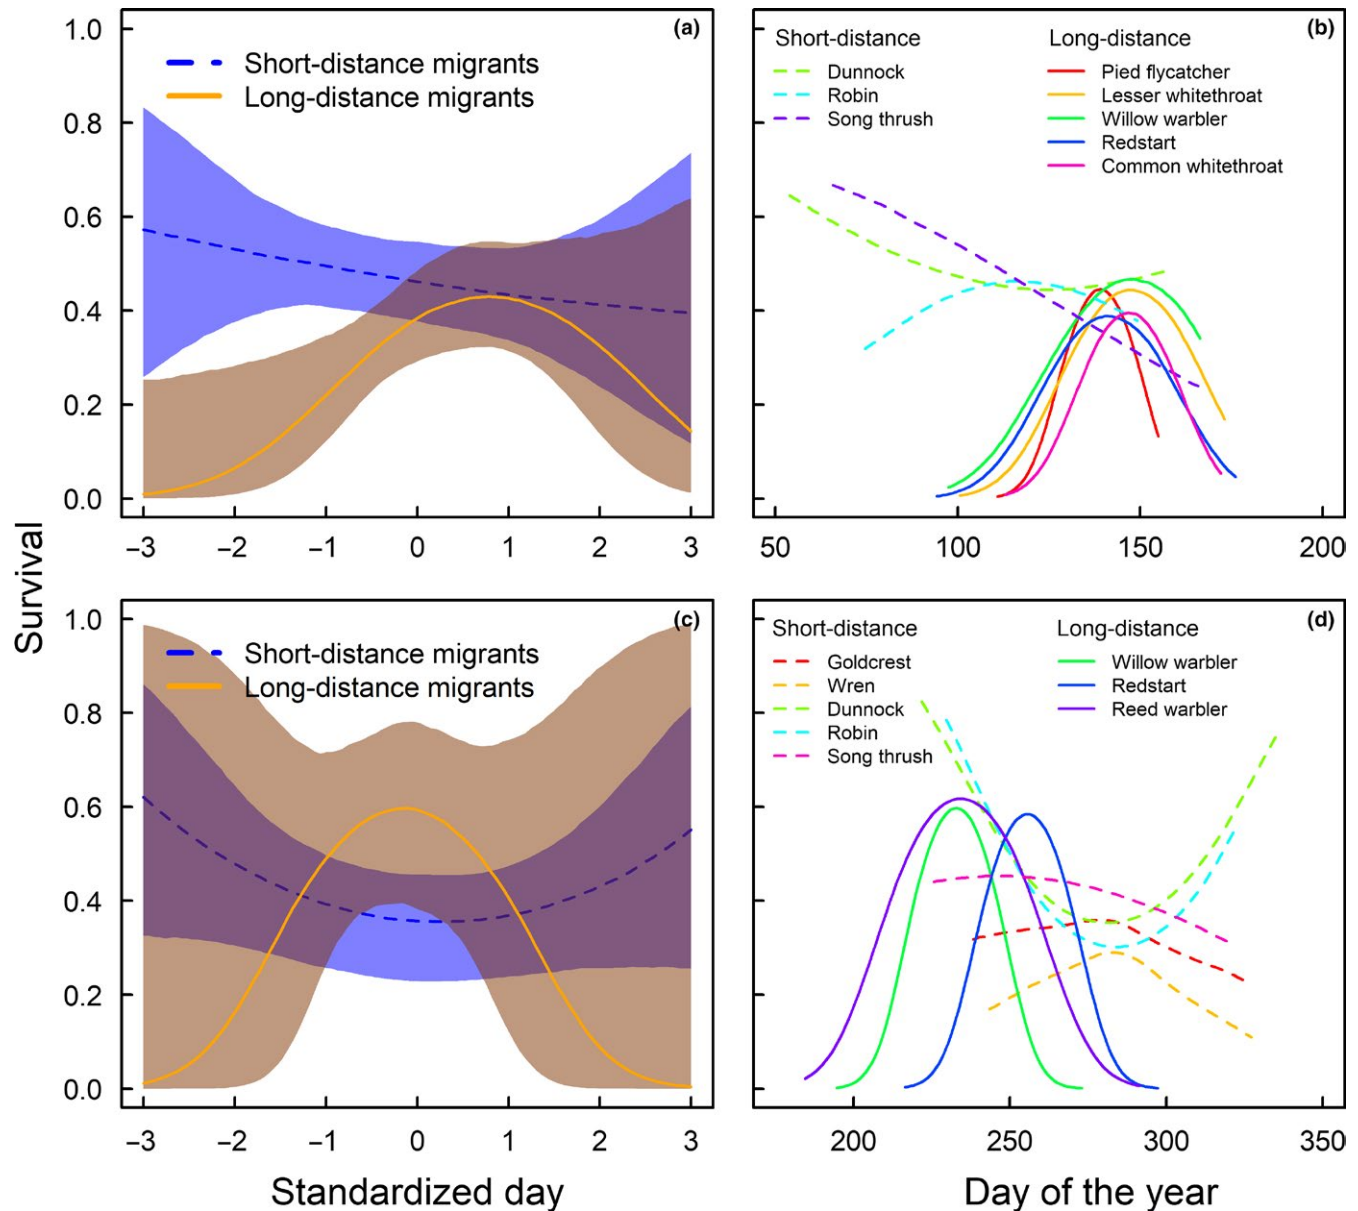 Survival
(a)
Short-distance migrants
Long-distance migrants
1.0
0.8
0.6
0.4
0.2
0.0
−3 −2 −1 0 1 2 3
(b)
Short-distance Long-distance
Dunnock Pied flycatcher
Robin Lesser whitethroat
Song thrush Willow warbler
Redstart
Common whitethroat
50 100 150 200
(c)
Short-distance migrants
Long-distance migrants
1.0
0.8
0.6
0.4
0.2
0.0
−3 −2 −1 0 1 2 3
Standardized day
(d)
Short-distance Long-distance
Goldcrest Willow warbler
Wren Redstart
Dunnock Reed warbler
Robin
Song thrush
200 250 300 350
Day of the year